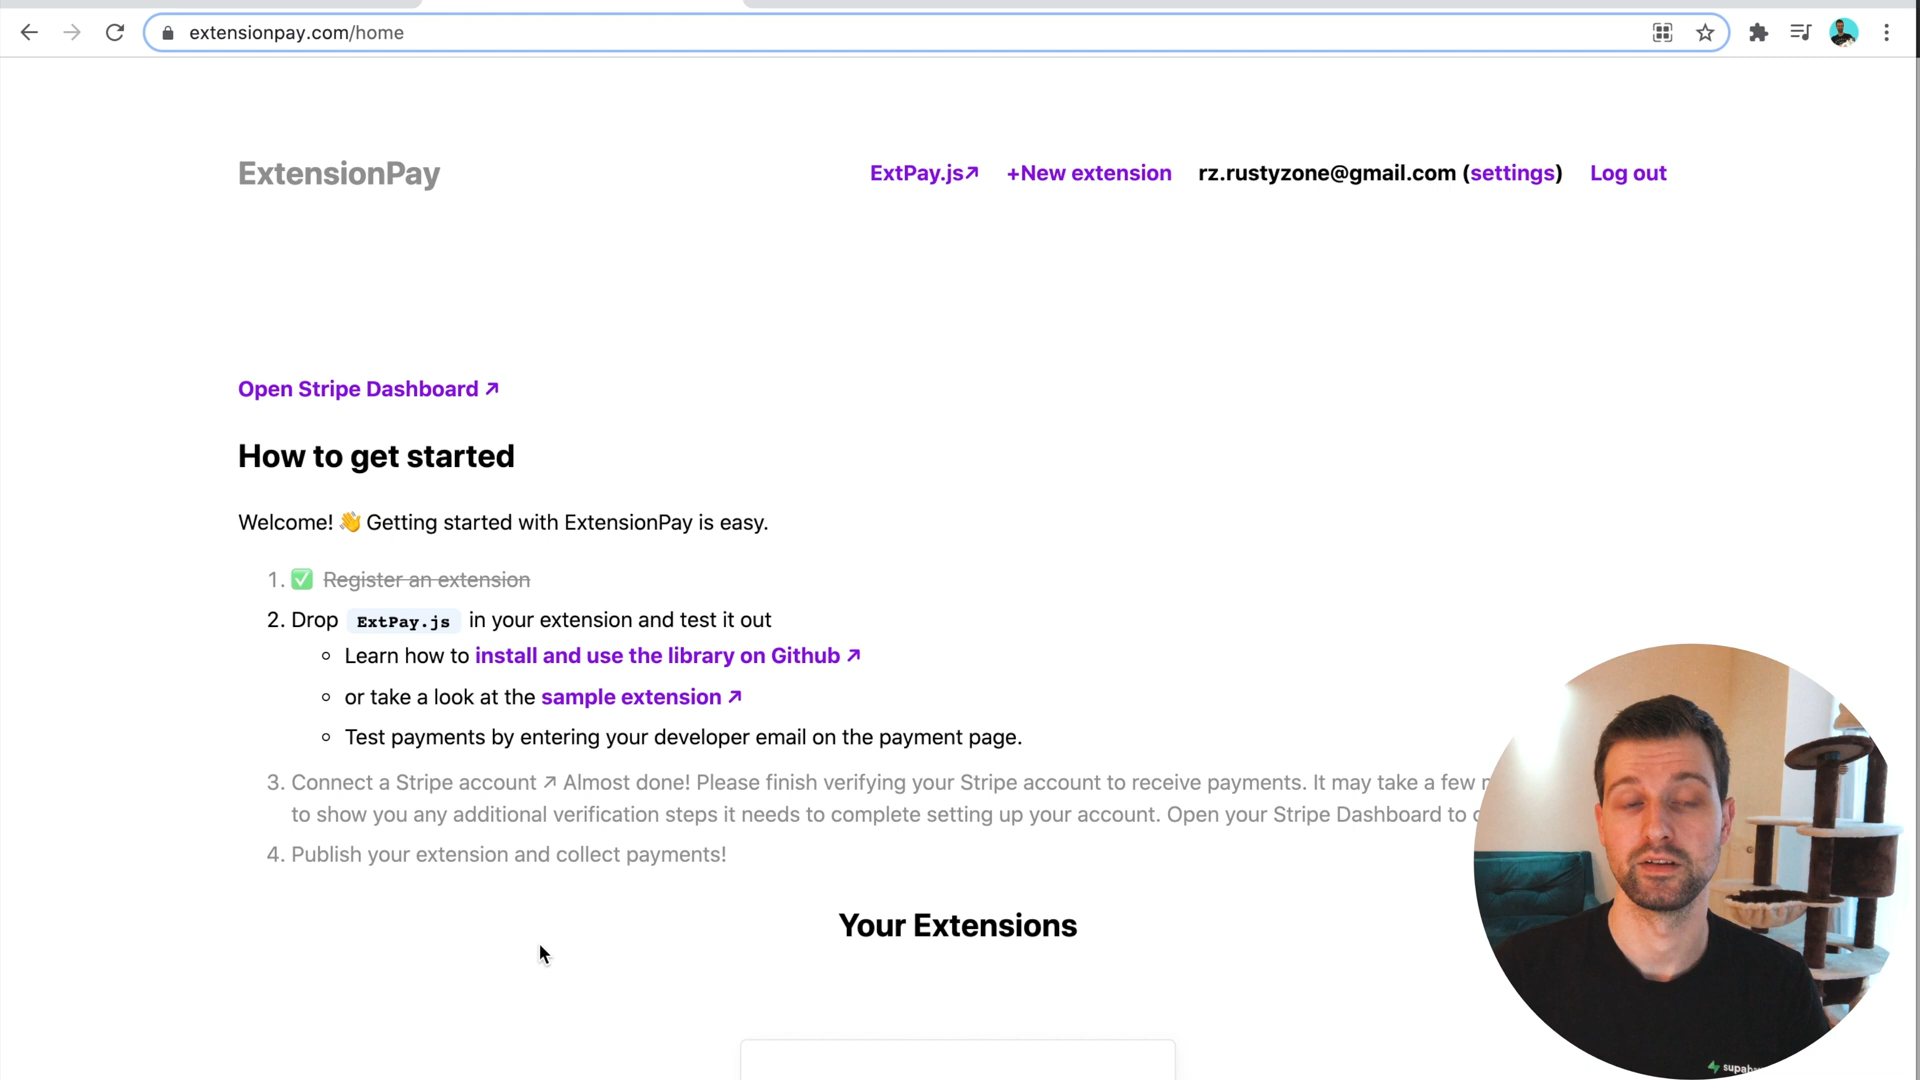 extensionpay.com/home
ExtensionPay
ExtPay.js↗ +New extension rz.rustyzone@gmail.com (settings) Log out
Open Stripe Dashboard ↗
How to get started
Welcome! 👋 Getting started with ExtensionPay is easy.
1. ✅ Register an extension
2. Drop ExtPay.js in your extension and test it out
Learn how to install and use the library on Github ↗
or take a look at the sample extension ↗
Test payments by entering your developer email on the payment page.
3. Connect a Stripe account ↗ Almost done! Please finish verifying your Stripe account to receive payments. It may take a few
to show you any additional verification steps it needs to complete setting up your account. Open your Stripe Dashboard to
4. Publish your extension and collect payments!
Your Extensions